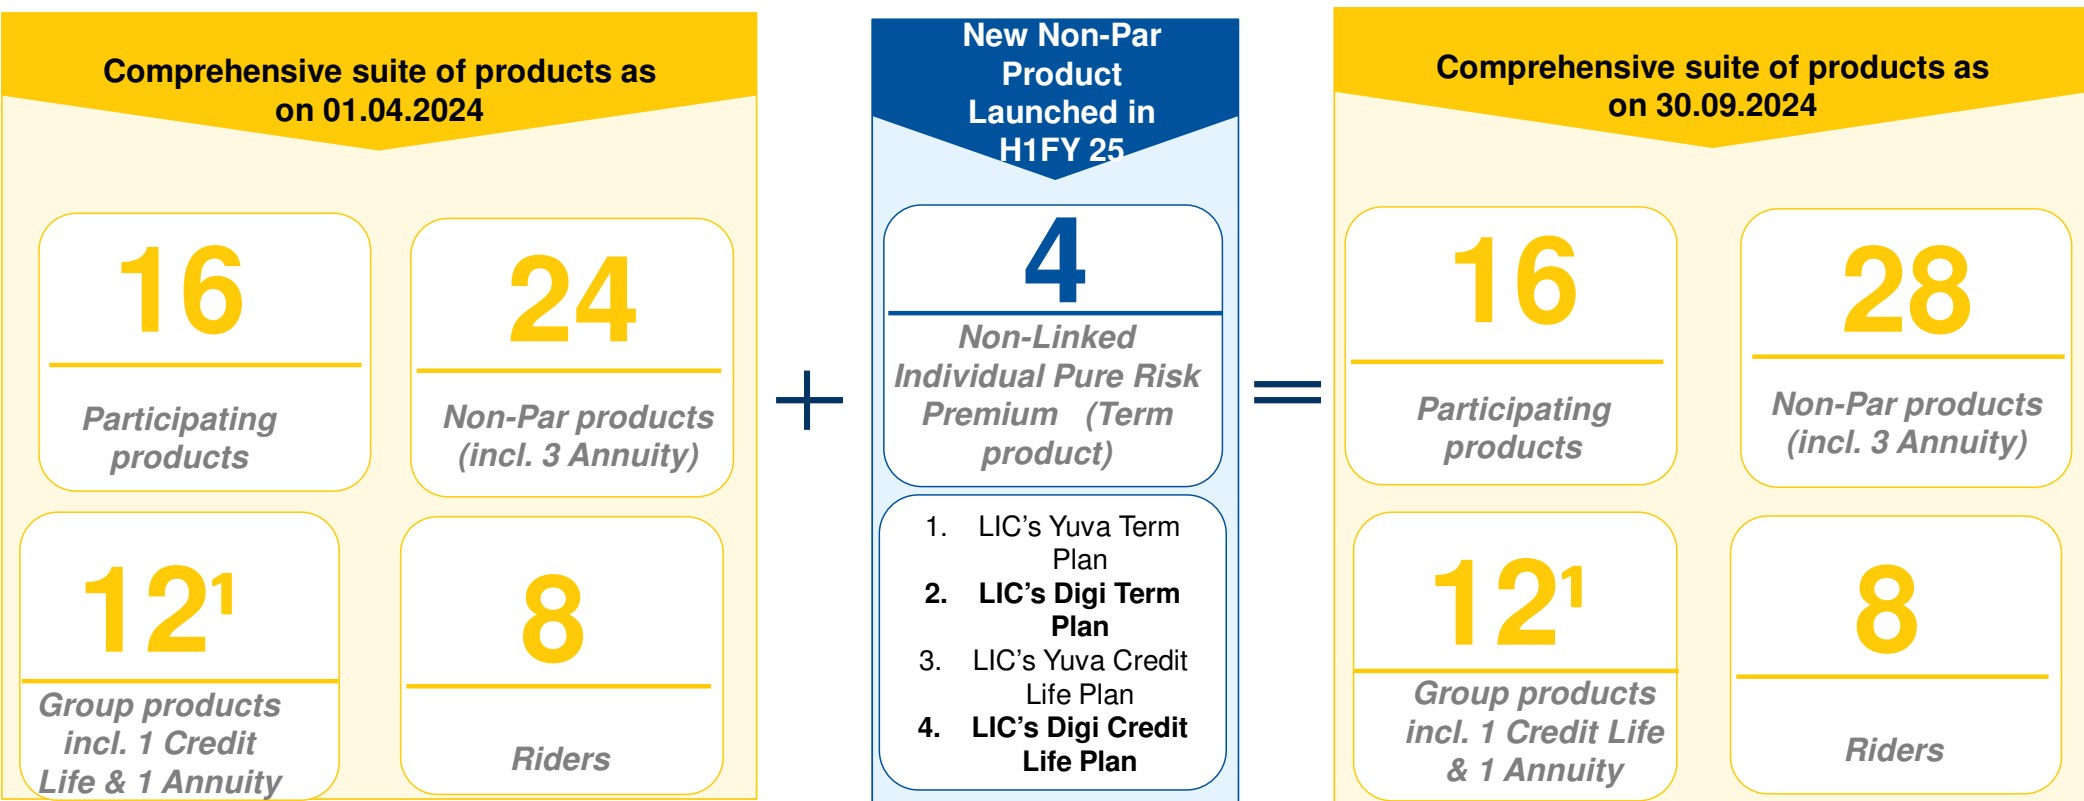 Comprehensive suite of products as
on 01.04.2024
16
Participating
products
24
Non-Par products
(incl. 3 Annuity)
12¹
Group products
incl. 1 Credit
Life & 1 Annuity
8
Riders
+
New Non-Par
Product
Launched in
H1FY 25
4
Non-Linked
Individual Pure Risk
Premium (Term
product)
1. LIC’s Yuva Term
Plan
2. LIC’s Digi Term
Plan
3. LIC’s Yuva Credit
Life Plan
4. LIC’s Digi Credit
Life Plan
=
Comprehensive suite of products as
on 30.09.2024
16
Participating
products
28
Non-Par products
(incl. 3 Annuity)
12¹
Group products
incl. 1 Credit Life
& 1 Annuity
8
Riders